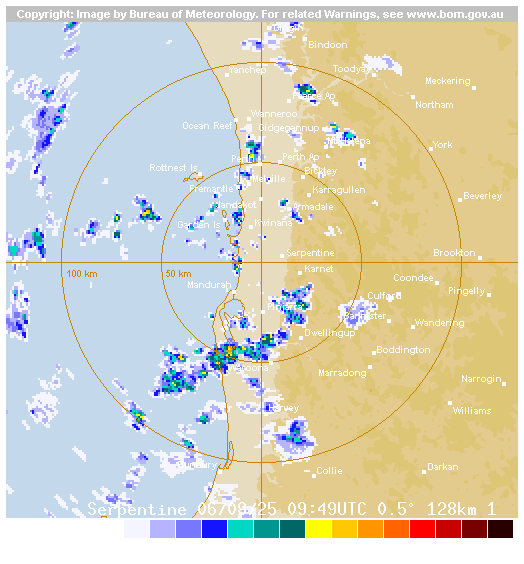 Copyright: Image by Bureau of Meteorology. For related Warnings, see www.bom.gov.au
Bindoon
Toodyay
Yanchep
Meckering
Northam
Wanneroo
Ocean Reef
Gidgegannup
York
Perth Ap
Rottnest Is
Bickley
Melville
Fremantle
Karragullen
Beverley
Jandakot
Armadale
Garden Is
Kwinana
Serpentine
Brookton
100 km
50 km
Karnet
Coondee
Mandurah
Pingelly
Culford
Bannister
Wandering
Dwellingup
Boddington
Marradong
Narrogin
Williams
Collie
Darkan
Serpentine 06/09/25 09:49UTC 0.5° 128km 1